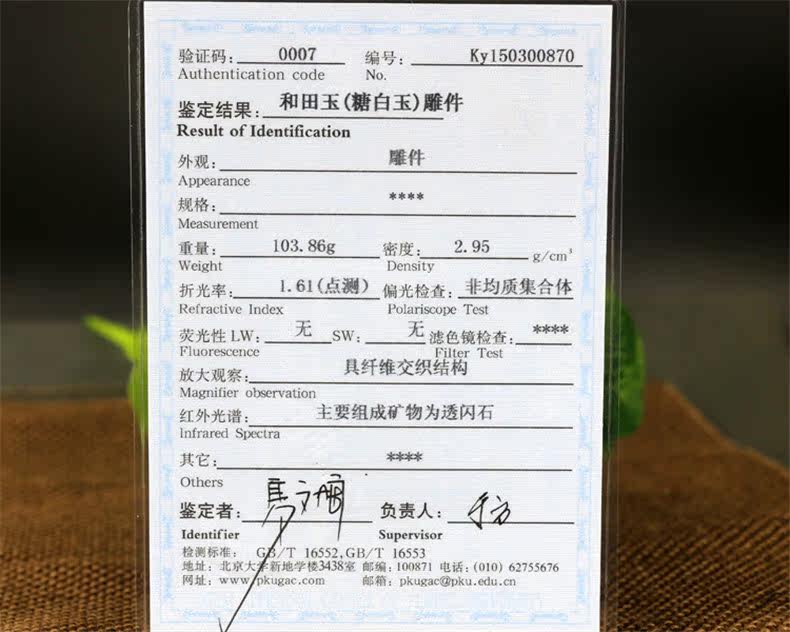 验证码: 0007 编号: Ky150300870
Authentication code No.
鉴定结果: 和田玉(糖白玉)雕件
Result of Identification
外观: 雕件
Appearance
规格: ****
Measurement
重量: 103.86g 密度: 2.95 g/cm³
Weight Density
折光率: 1.61(点测) 偏光检查: 非均质集合体
Refractive Index Polariscope Test
荧光性 LW: 无 SW: 无 滤色镜检查: ****
Fluorescence Filter Test
放大观察: 具纤维交织结构
Magnifier observation
红外光谱: 主要组成矿物为透闪石
Infrared Spectra
其它: ****
Others
鉴定者: 负责人:
Identifier Supervisor
检测标准: GB/T 16552,GB/T 16553
地址: 北京大学新地学楼3438室 邮编:100871 电话:(010) 62755676
网址: www.pkugac.com 邮箱: pkugac@pku.edu.cn